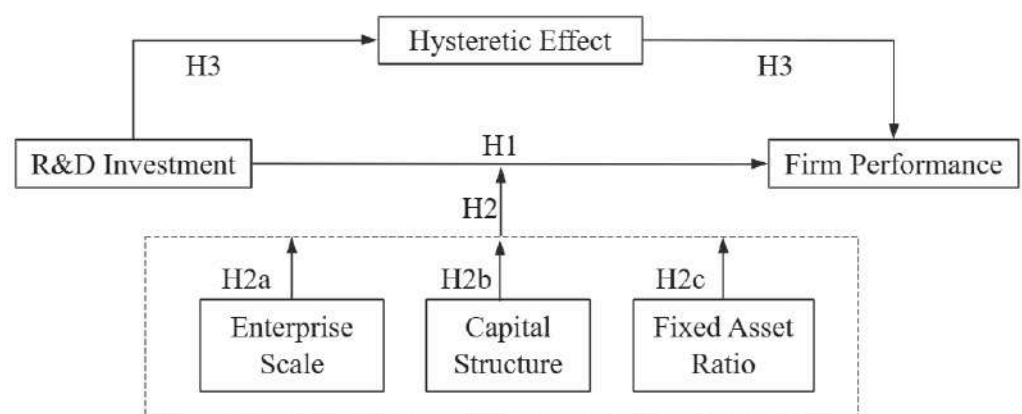 Hysteretic Effect
H3
H3
H1
R&D Investment
Firm Performance
H2
H2a
H2b
H2c
Enterprise
Scale
Capital
Structure
Fixed Asset
Ratio